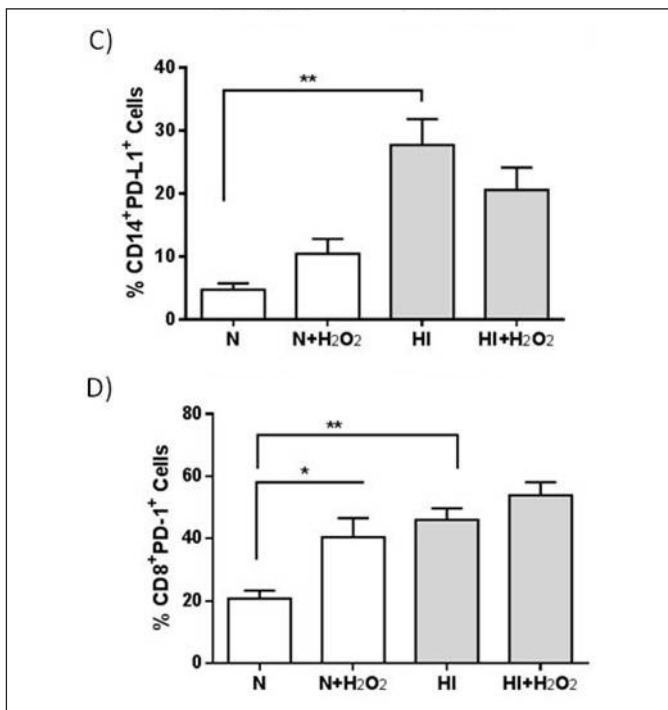 C)
% CD14⁺PD-L1⁺ Cells
40
30
20
10
0
**
N N+H₂O₂ HI HI+H₂O₂
D)
% CD8⁺PD-1⁺ Cells
80
60
40
20
0
**
*
N N+H₂O₂ HI HI+H₂O₂